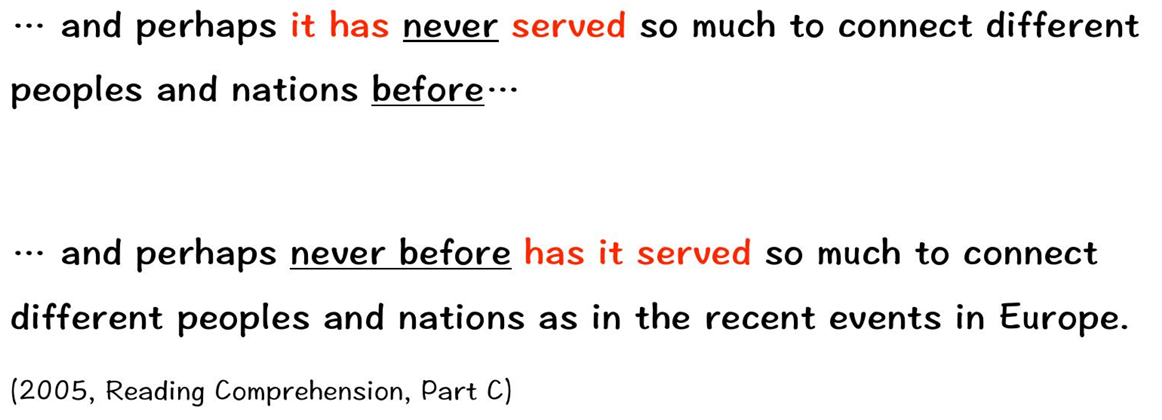 … and perhaps it has never served so much to connect different
peoples and nations before…
… and perhaps never before has it served so much to connect
different peoples and nations as in the recent events in Europe.
(2005, Reading Comprehension, Part C)